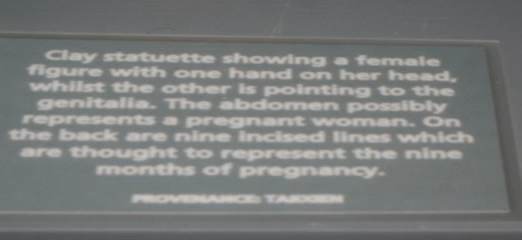 Clay statuette showing a female
figure with one hand on her head,
whilst the other is pointing to the
genitalia. The abdomen possibly
represents a pregnant woman. On
the back are nine incised lines which
are thought to represent the nine
months of pregnancy.
PROVENANCE: TARXIEN